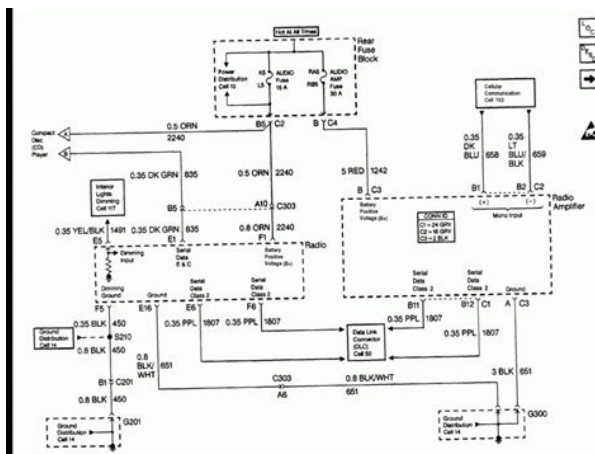 Hot At All Times
Rear
Fuse
Block
Power
Distribution
Cell 10
AUDIO
Fuse
15 A
RA6
RB5
AUDIO
AMP
Fuse
30 A
B5 C2
B C4
Compact
Disc
(CD)
Player
A
B
0.5 ORN
2240
0.35 DK GRN 835
0.5 ORN 2240
5 RED 1242
Cellular
Communication
Cell 153
0.35
DK
BLU 658
0.35
LT
BLU/
BLK 659
Interior
Lights
Dimming
Cell 117
B5
A10 C303
B C3
B1
B2 C2
Radio
Amplifier
0.35 YEL/BLK 1491
0.35 DK GRN 835
0.8 ORN 2240
E5
E1
F1
Radio
Dimming
Input
Serial
Data
E & C
Battery
Positive
Voltage (B+)
Battery
Positive
Voltage (B+)
CONN ID
C1=24 GRY
C2=16 GRY
C3=2 BLK
(+) (-)
Mono Input
Dimming
Ground
Ground
Serial
Data
Class 2
Serial
Data
Class 2
Serial
Data
Class 2
Serial
Data
Class 2
Ground
F5
E16
E6
F6
B11
B12 C1
A C3
0.35 BLK 450
0.35 PPL 1807
0.35 PPL 1807
0.35 PPL 1807
0.35 PPL 1807
Ground
Distribution
Cell 14
S210
0.8 BLK 450
0.8
BLK/
WHT 651
Data Link
Connector
(DLC)
Cell 50
B1 C201
C303
A6
0.8 BLK/WHT
651
3 BLK 651
0.8 BLK 450
G201
Ground
Distribution
Cell 14
G300
Ground
Distribution
Cell 14